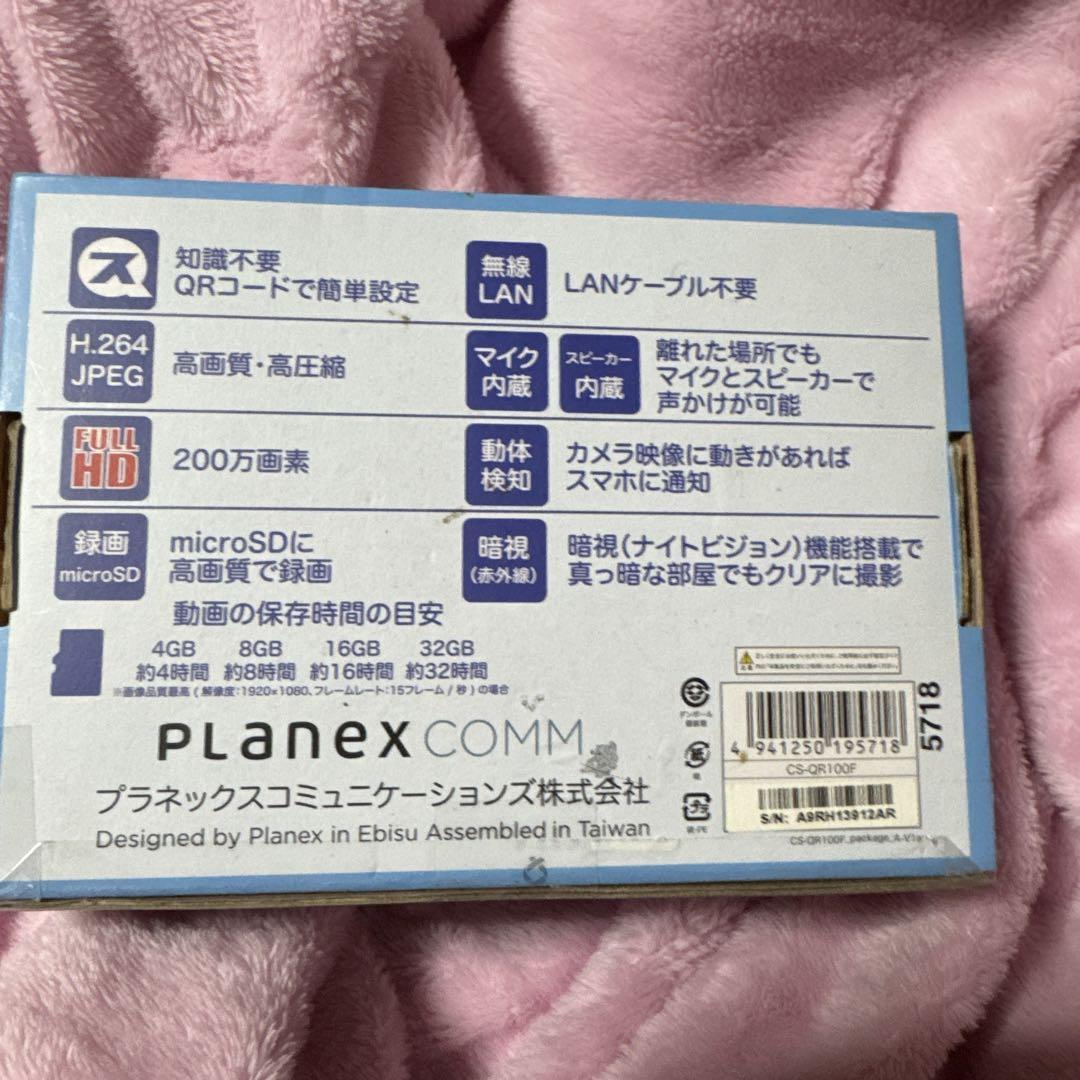 ス
知識不要
QRコードで簡単設定
無線
LAN
LANケーブル不要
H.264
JPEG
高画質・高圧縮
マイク
内蔵
スピーカー
内蔵
離れた場所でも
マイクとスピーカーで
声かけが可能
FULL
HD
200万画素
動体
検知
カメラ映像に動きがあれば
スマホに通知
録画
microSD
microSDに
高画質で録画
暗視
(赤外線)
暗視(ナイトビジョン)機能搭載で
真っ暗な部屋でもクリアに撮影
動画の保存時間の目安
4GB 8GB 16GB 32GB
約4時間 約8時間 約16時間 約32時間
※画像品質最高(解像度:1920×1080、フレームレート:15フレーム/秒)の場合
PLANEX COMM
プラネックスコミュニケーションズ株式会社
Designed by Planex in Ebisu Assembled in Taiwan
ダンボール
紙
4 941250 195718
5718
CS-QR100F
S/N: A9RH13912AR
CS-QR100F_package_A-V1